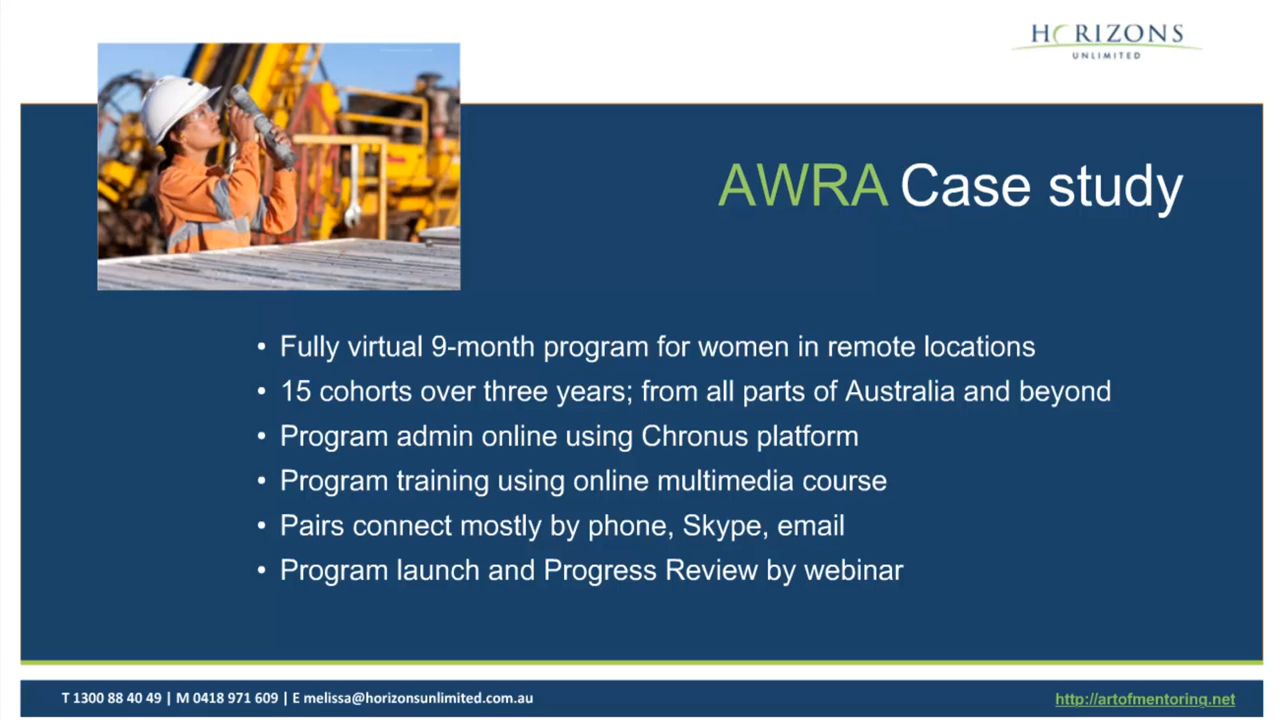 HORIZONS
UNLIMITED
AWRA Case study
• Fully virtual 9-month program for women in remote locations
• 15 cohorts over three years; from all parts of Australia and beyond
• Program admin online using Chronus platform
• Program training using online multimedia course
• Pairs connect mostly by phone, Skype, email
• Program launch and Progress Review by webinar
T 1300 88 40 49 | M 0418 971 609 | E melissa@horizonsunlimited.com.au
http://artofmentoring.net